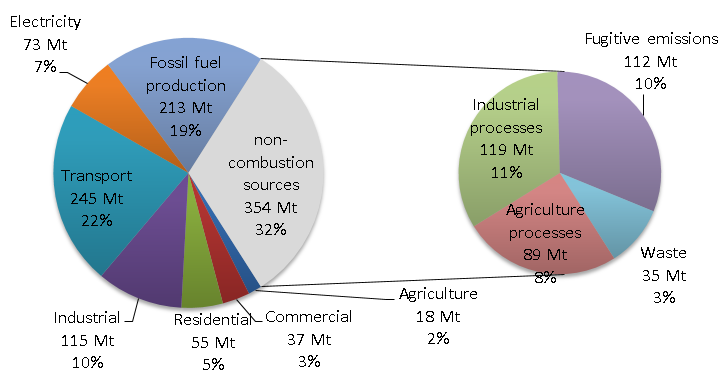 Electricity
73 Mt
7%
Fossil fuel
production
213 Mt
19%
non-
combustion
sources
354 Mt
32%
Transport
245 Mt
22%
Industrial
115 Mt
10%
Residential
55 Mt
5%
Commercial
37 Mt
3%
Agriculture
18 Mt
2%
Fugitive emissions
112 Mt
10%
Industrial
processes
119 Mt
11%
Agriculture
processes
89 Mt
8%
Waste
35 Mt
3%